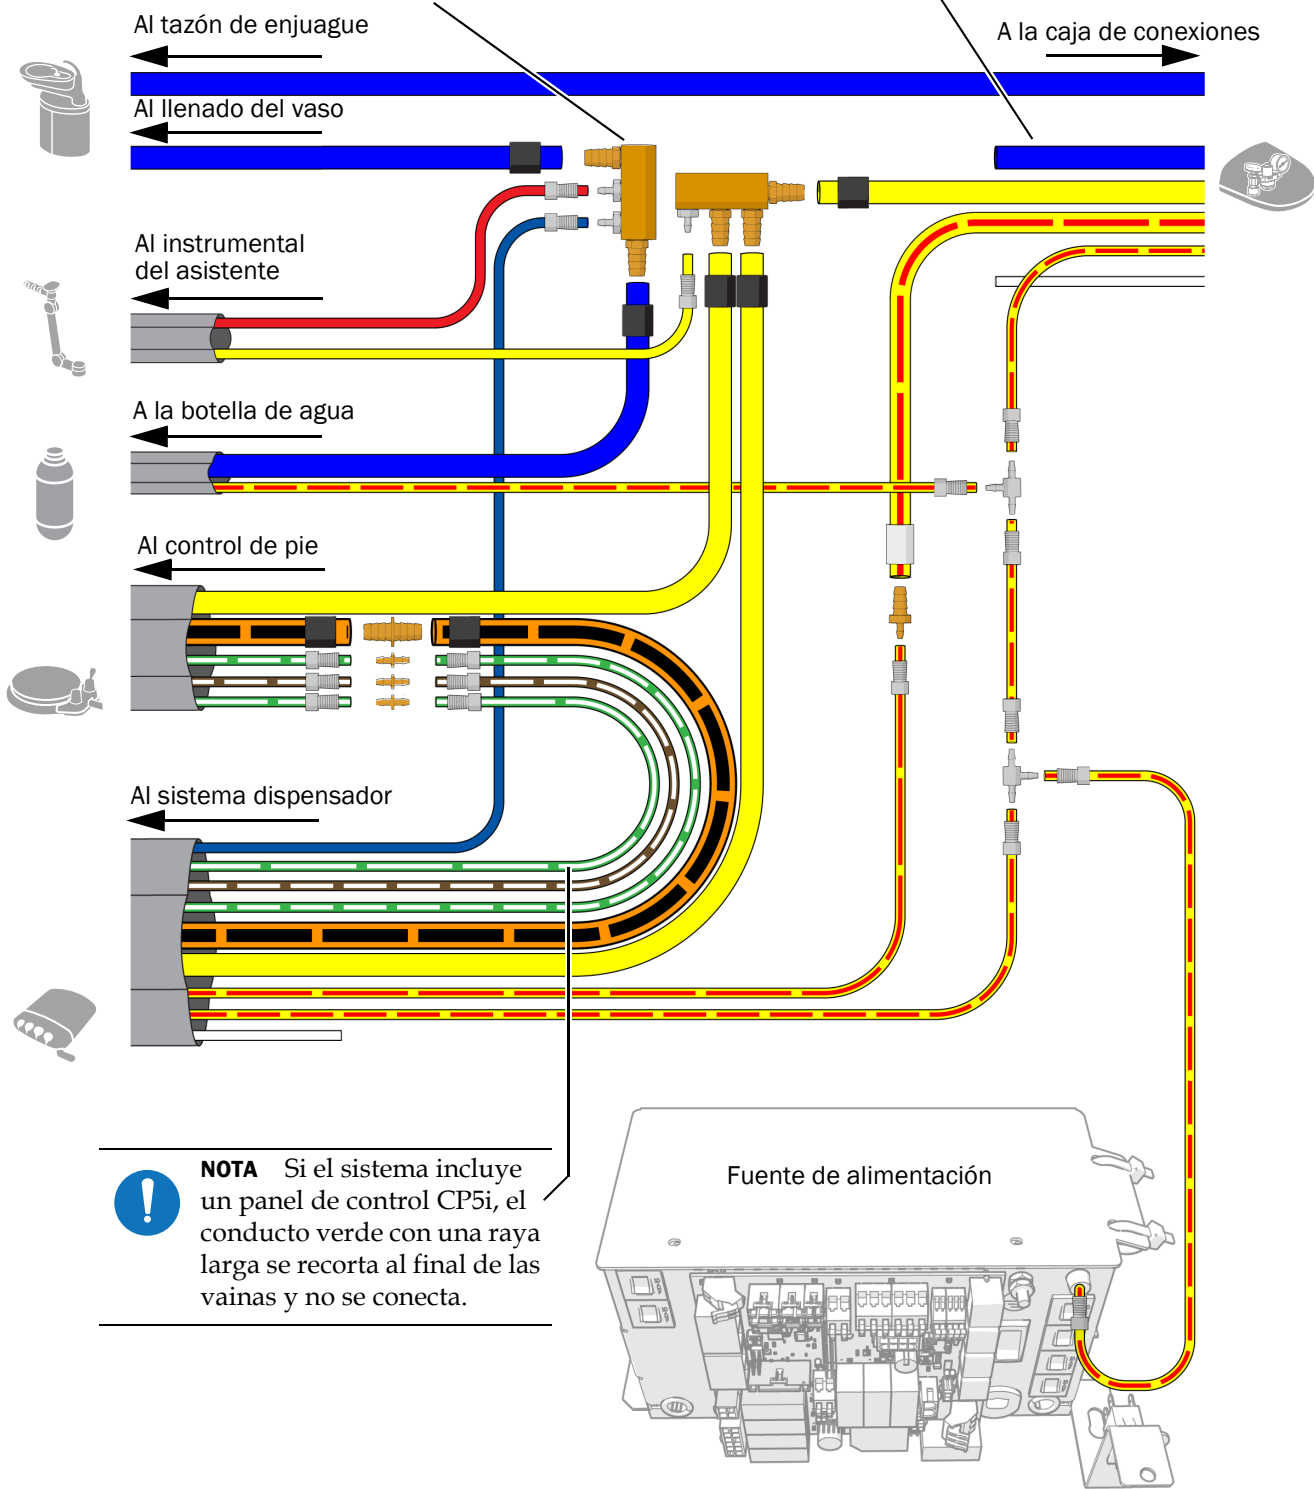 Al tazón de enjuague
A la caja de conexiones
Al llenado del vaso
Al instrumental
del asistente
A la botella de agua
Al control de pie
Al sistema dispensador
NOTA Si el sistema incluye
un panel de control CP5i, el
conducto verde con una raya
larga se recorta al final de las
vainas y no se conecta.
Fuente de alimentación